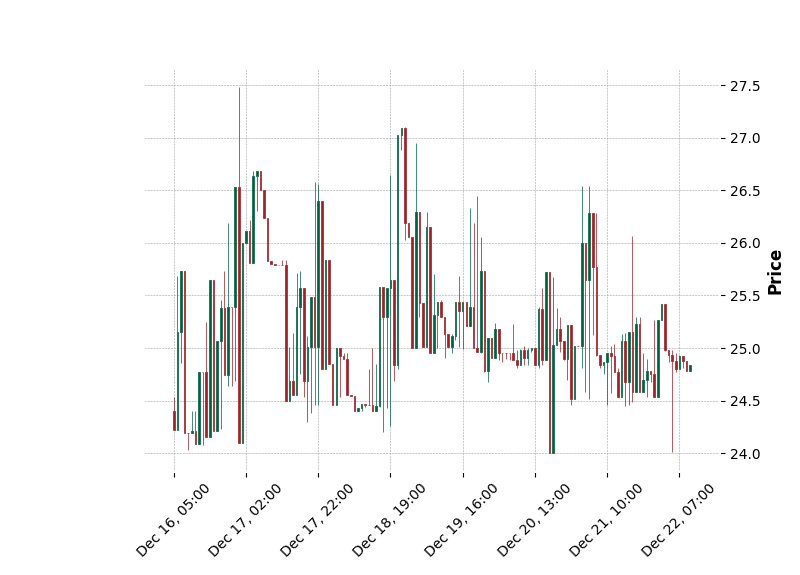 27.5
27.0
26.5
26.0
25.5
25.0
24.5
24.0
Price
Dec 16, 05:00
Dec 17, 02:00
Dec 17, 22:00
Dec 18, 19:00
Dec 19, 16:00
Dec 20, 13:00
Dec 21, 10:00
Dec 22, 07:00